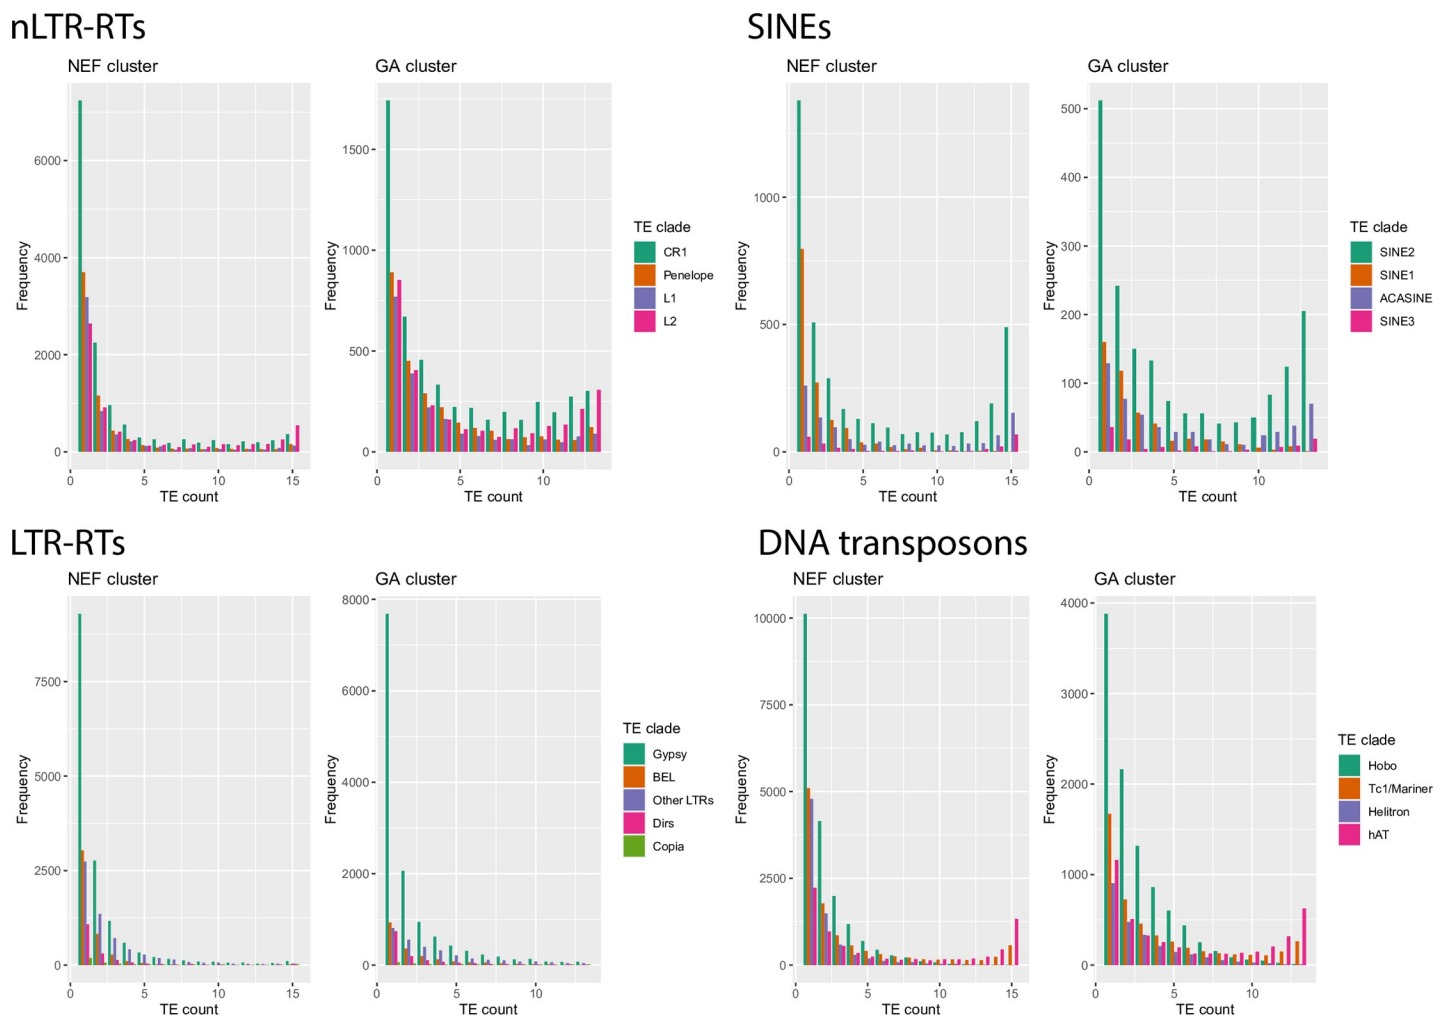 nLTR-RTs
NEF cluster
GA cluster
Frequency
6000
4000
2000
0
0
5
10
15
TE count
Frequency
1500
1000
500
0
0
5
10
TE count
TE clade
CR1
Penelope
L1
L2
SINEs
NEF cluster
GA cluster
Frequency
1000
500
0
0
5
10
15
TE count
Frequency
500
400
300
200
100
0
0
5
10
TE count
TE clade
SINE2
SINE1
ACASINE
SINE3
LTR-RTs
NEF cluster
GA cluster
Frequency
7500
5000
2500
0
0
5
10
15
TE count
Frequency
8000
6000
4000
2000
0
0
5
10
TE count
TE clade
Gypsy
BEL
Other LTRs
Dirs
Copia
DNA transposons
NEF cluster
GA cluster
Frequency
10000
7500
5000
2500
0
0
5
10
15
TE count
Frequency
4000
3000
2000
1000
0
0
5
10
TE count
TE clade
Hobo
Tc1/Mariner
Helitron
hAT